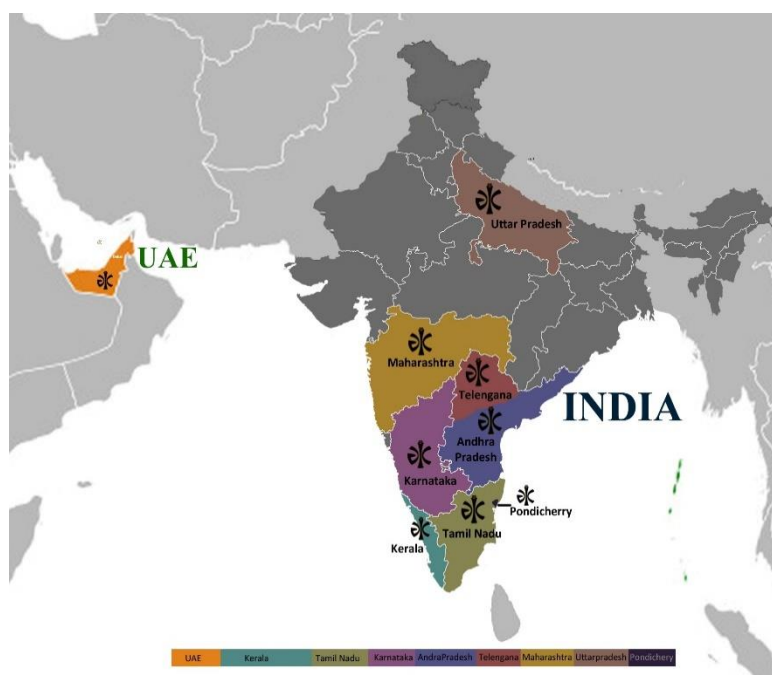 Uttar Pradesh
UAE
Maharashtra
Telengana
INDIA
Andhra
Pradesh
Karnataka
Pondicherry
Tamil Nadu
Kerala
UAE Kerala Tamil Nadu Karnataka AndraPradesh Telengana Maharashtra Uttarpradesh Pondichery